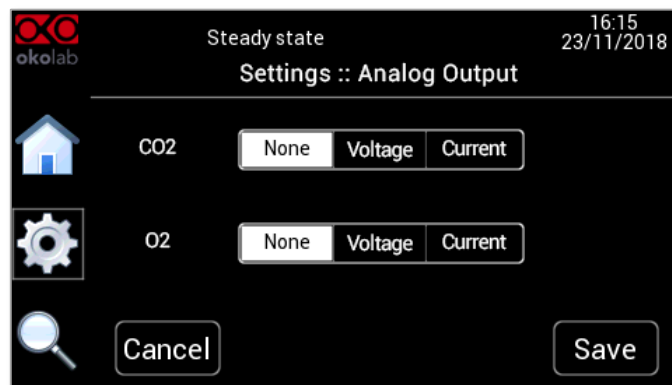 okolab
Steady state
16:15
23/11/2018
Settings :: Analog Output
CO2 None Voltage Current
O2 None Voltage Current
Cancel Save